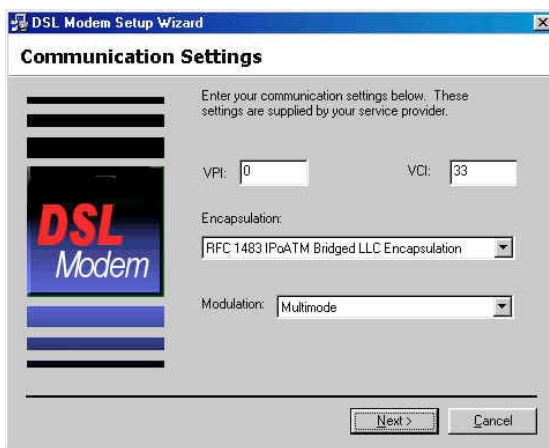 DSL Modem Setup Wizard
Communication Settings
Enter your communication settings below. These
settings are supplied by your service provider.
VPI: 0 VCI: 33
Encapsulation:
RFC 1483 IPoATM Bridged LLC Encapsulation
DSL
Modem
Modulation: Multimode
Next > Cancel